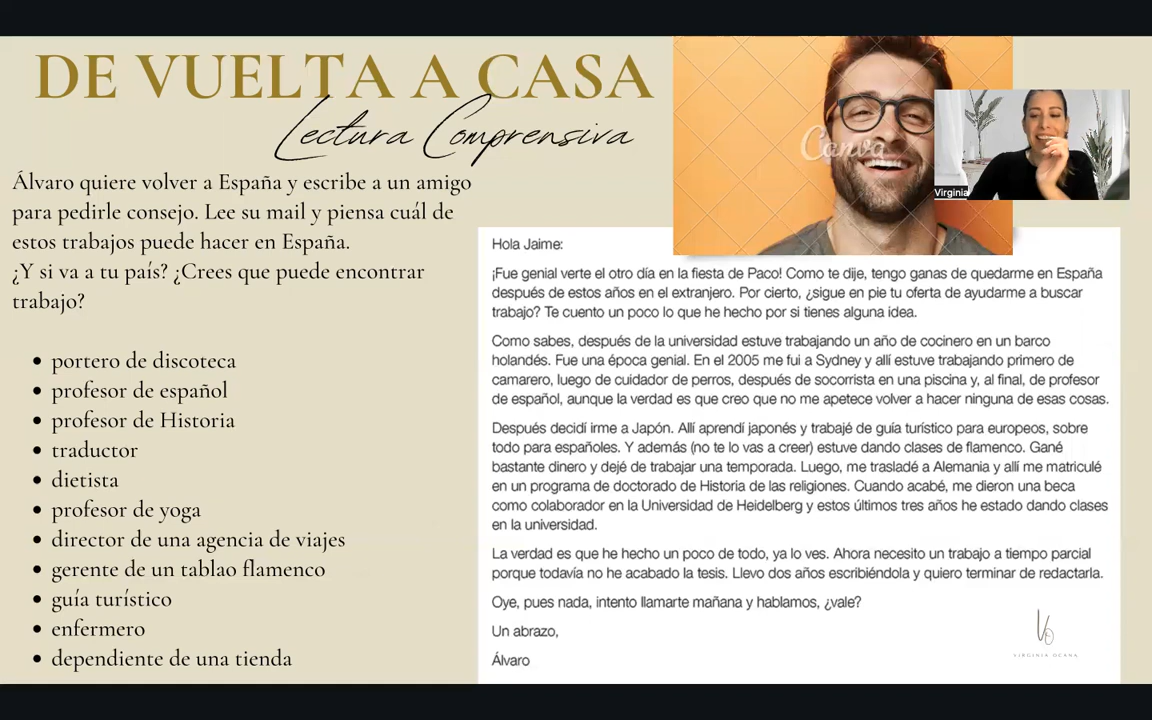 DE VUELTA A CASA
Lectura Comprensiva
Álvaro quiere volver a España y escribe a un amigo
para pedirle consejo. Lee su mail y piensa cuál de
estos trabajos puede hacer en España.
¿Y si va a tu país? ¿Crees que puede encontrar
trabajo?
• portero de discoteca
• profesor de español
• profesor de Historia
• traductor
• dietista
• profesor de yoga
• director de una agencia de viajes
• gerente de un tablao flamenco
• guía turístico
• enfermero
• dependiente de una tienda
Canva
Virginia
Hola Jaime:
¡Fue genial verte el otro día en la fiesta de Paco! Como te dije, tengo ganas de quedarme en España
después de estos años en el extranjero. Por cierto, ¿sigue en pie tu oferta de ayudarme a buscar
trabajo? Te cuento un poco lo que he hecho por si tienes alguna idea.
Como sabes, después de la universidad estuve trabajando un año de cocinero en un barco
holandés. Fue una época genial. En el 2005 me fui a Sydney y allí estuve trabajando primero de
camarero, luego de cuidador de perros, después de socorrista en una piscina y, al final, de profesor
de español, aunque la verdad es que creo que no me apetece volver a hacer ninguna de esas cosas.
Después decidí irme a Japón. Allí aprendí japonés y trabajé de guía turístico para europeos, sobre
todo para españoles. Y además (no te lo vas a creer) estuve dando clases de flamenco. Gané
bastante dinero y dejé de trabajar una temporada. Luego, me trasladé a Alemania y allí me matriculé
en un programa de doctorado de Historia de las religiones. Cuando acabé, me dieron una beca
como colaborador en la Universidad de Heidelberg y estos últimos tres años he estado dando clases
en la universidad.
La verdad es que he hecho un poco de todo, ya lo ves. Ahora necesito un trabajo a tiempo parcial
porque todavía no he acabado la tesis. Llevo dos años escribiéndola y quiero terminar de redactarla.
Oye, pues nada, intento llamarte mañana y hablamos, ¿vale?
Un abrazo,
Álvaro
VIRGINIA OCAÑA